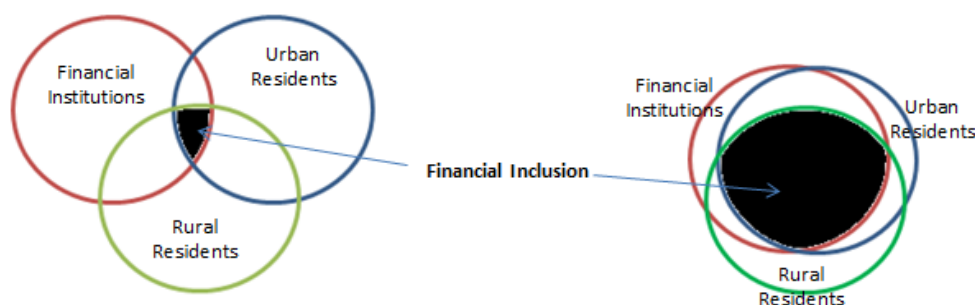 Financial
Institutions
Urban
Residents
Rural
Residents
Financial Inclusion
Financial
Institutions
Urban
Residents
Rural
Residents